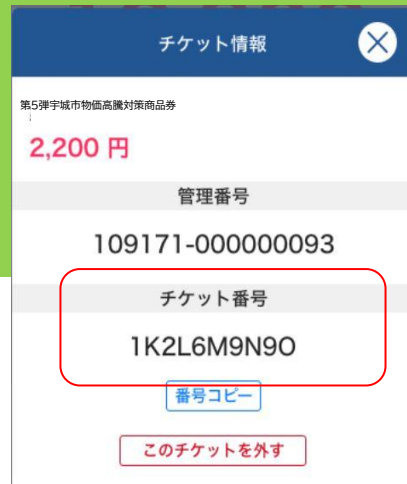 チケット情報
第5弾宇城市物価高騰対策商品券
2,200 円
管理番号
109171-000000093
チケット番号
1K2L6M9N9O
番号コピー
このチケットを外す